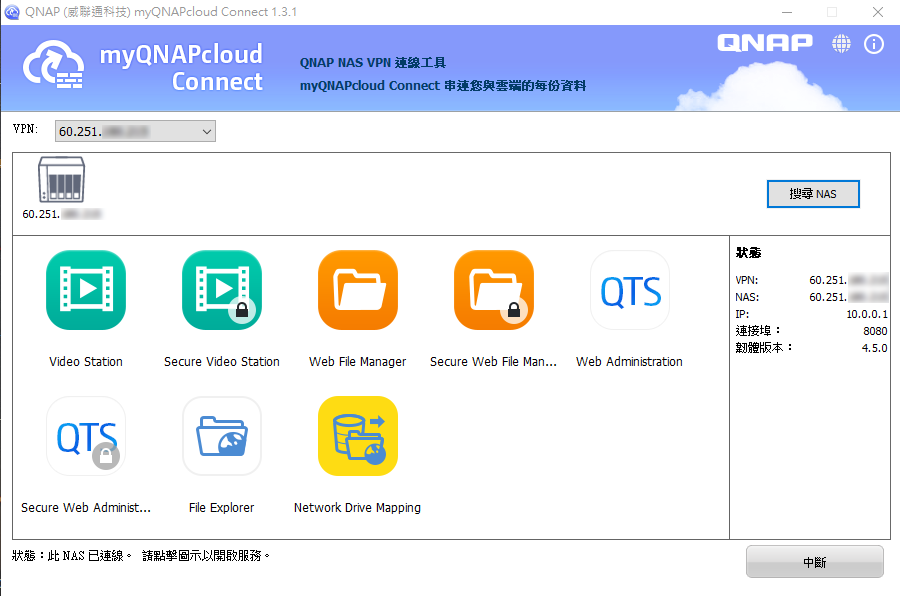 QNAP (威聯通科技) myQNAPcloud Connect 1.3.1
myQNAPcloud
Connect
QNAP NAS VPN 連線工具
myQNAPcloud Connect 串連您與雲端的每份資料
QNAP
VPN:
60.251.
60.251.
搜尋 NAS
Video Station
Secure Video Station
Web File Manager
Secure Web File Man...
QTS
Web Administration
QTS
Secure Web Administ...
File Explorer
Network Drive Mapping
狀態
VPN: 60.251.
NAS: 60.251.
IP: 10.0.0.1
連接埠： 8080
韌體版本： 4.5.0
狀態：此 NAS 已連線。 請點擊圖示以開啟服務。
中斷